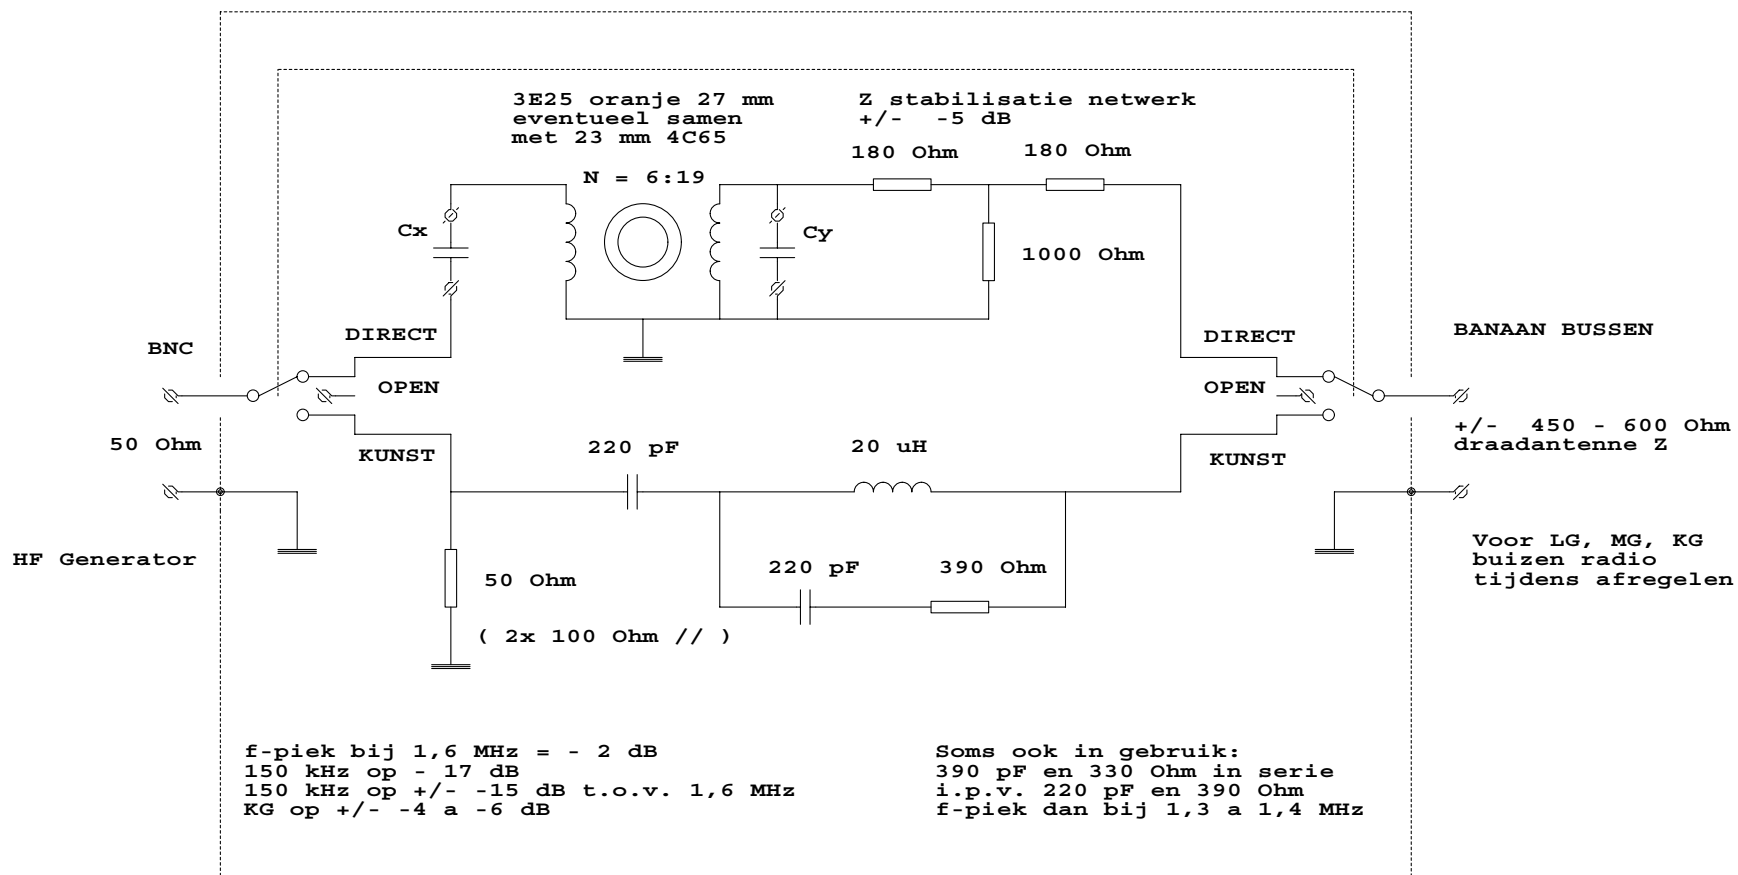 3E25 oranje 27 mm
eventueel samen
met 23 mm 4C65
Z stabilisatie netwerk
+/-  -5 dB
180 Ohm
180 Ohm
N = 6:19
Cx
Cy
1000 Ohm
DIRECT
DIRECT
BNC
BANAAN BUSSEN
OPEN
OPEN
50 Ohm
KUNST
220 pF
20 uH
KUNST
+/-  450 - 600 Ohm
draadantenne Z
HF Generator
50 Ohm
220 pF
390 Ohm
Voor LG, MG, KG
buizen radio
tijdens afregelen
( 2x 100 Ohm // )
f-piek bij 1,6 MHz = - 2 dB
150 kHz op - 17 dB
150 kHz op +/- -15 dB t.o.v. 1,6 MHz
KG op +/- -4 a -6 dB
Soms ook in gebruik:
390 pF en 330 Ohm in serie
i.p.v. 220 pF en 390 Ohm
f-piek dan bij 1,3 a 1,4 MHz